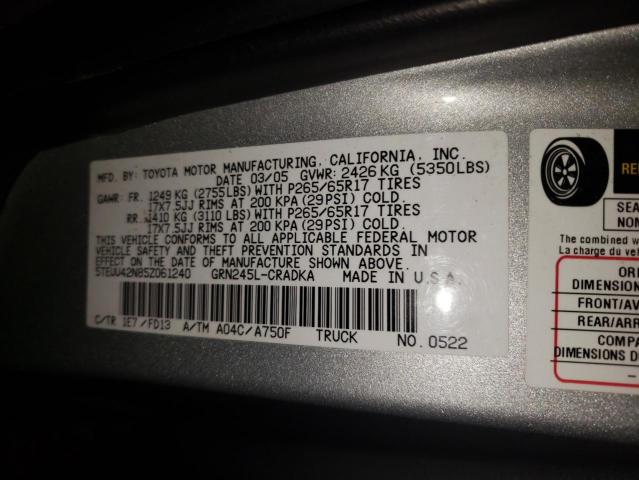 MFD. BY: TOYOTA MOTOR MANUFACTURING, CALIFORNIA, INC.
DATE 03/05 GVWR: 2426 KG (5350LBS)
GAWR: FR. 1249 KG (2755LBS) WITH P265/65R17 TIRES
17X7.5JJ RIMS AT 200 KPA (29PSI) COLD.
RR. 1410 KG (3110 LBS) WITH P265/65R17 TIRES
17X7.5JJ RIMS AT 200 KPA (29PSI) COLD.
THIS VEHICLE CONFORMS TO ALL APPLICABLE FEDERAL MOTOR
VEHICLE SAFETY AND THEFT PREVENTION STANDARDS IN
EFFECT ON THE DATE OF MANUFACTURE SHOWN ABOVE.
5TEUU42N85Z061240 GRN245L-CRADKA MADE IN U.S.A.
C/TR 1E7 /FD13 A/TM A04C/A750F TRUCK NO. 0522
SEA
NOM
The combined w
La charge du véh
ORI
DIMENSION
FRONT/AV
REAR/ARR
COMPA
DIMENSIONS D
–